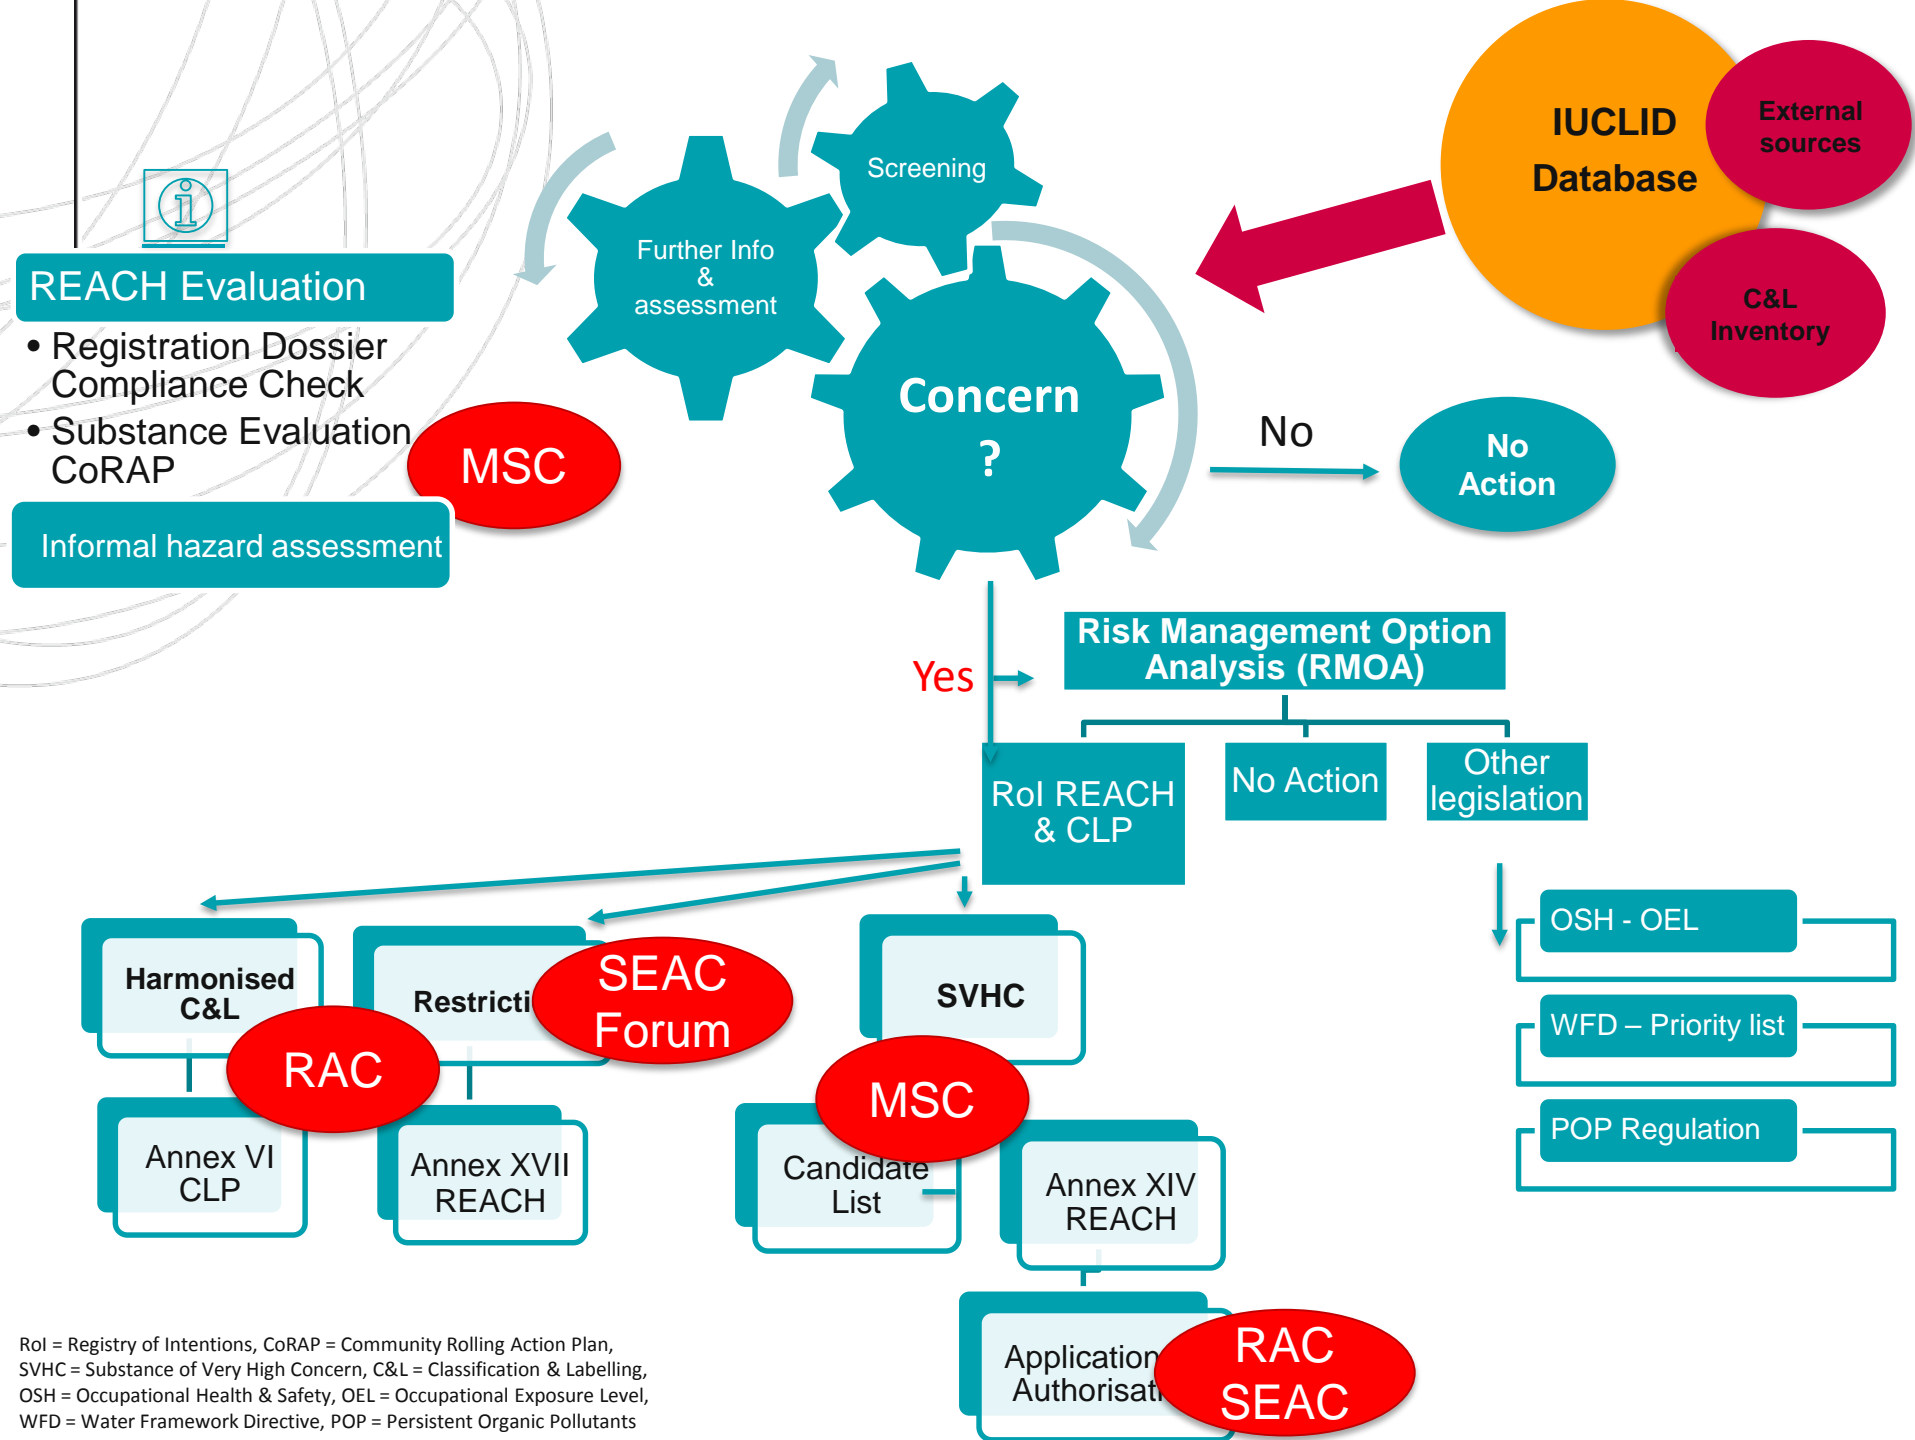 IUCLID
Database
External
sources
C&L
Inventory
Screening
Further Info
&
assessment
Concern
?
No
No
Action
REACH Evaluation
• Registration Dossier
Compliance Check
• Substance Evaluation
CoRAP
MSC
Informal hazard assessment
Yes
Risk Management Option
Analysis (RMOA)
RoI REACH
& CLP
No Action
Other
legislation
Harmonised
C&L
RAC
Annex VI
CLP
Restricti
SEAC
Forum
Annex XVII
REACH
SVHC
MSC
Candidate
List
Annex XIV
REACH
Application
Authorisati
RAC
SEAC
OSH - OEL
WFD – Priority list
POP Regulation
RoI = Registry of Intentions, CoRAP = Community Rolling Action Plan,
SVHC = Substance of Very High Concern, C&L = Classification & Labelling,
OSH = Occupational Health & Safety, OEL = Occupational Exposure Level,
WFD = Water Framework Directive, POP = Persistent Organic Pollutants